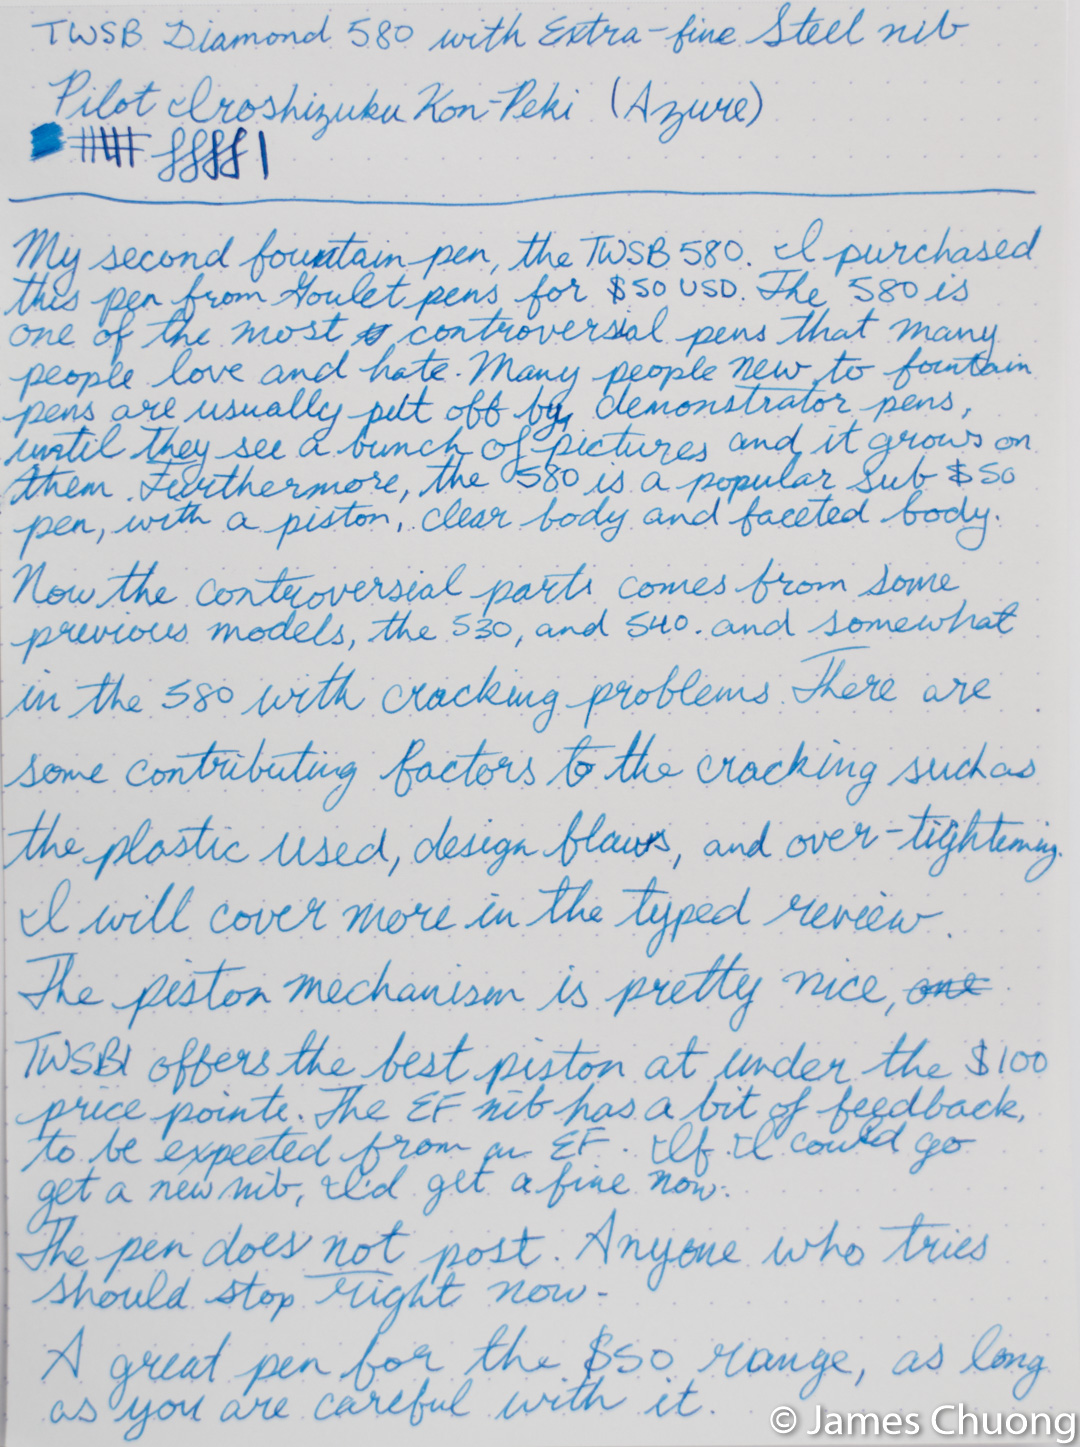 TWSB Diamond 580 with Extra-fine Steel nib
Pilot Iroshizuku Kon-Peki (Azure)
My second fountain pen, the TWSB 580. I purchased
this pen from Goulet pens for $50 USD. The 580 is
one of the most controversial pens that many
people love and hate. Many people new to fountain
pens are usually put off by demonstrator pens,
until they see a bunch of pictures and it grows on
them. Furthermore, the 580 is a popular sub $50
pen, with a piston, clear body and faceted body.
Now the controversial parts comes from some
previous models, the 530, and 540. and somewhat
in the 580 with cracking problems. There are
some contributing factors to the cracking such as
the plastic used, design flaws, and over-tightening.
I will cover more in the typed review.
The piston mechanism is pretty nice, one
TWSBI offers the best piston at under the $100
price pointe. The EF nib has a bit of feedback,
to be expected from an EF. If I could go
get a new nib, I'd get a fine now.
The pen does not post. Anyone who tries
should stop right now.
A great pen for the $50 range, as long
as you are careful with it.
© James Chuong